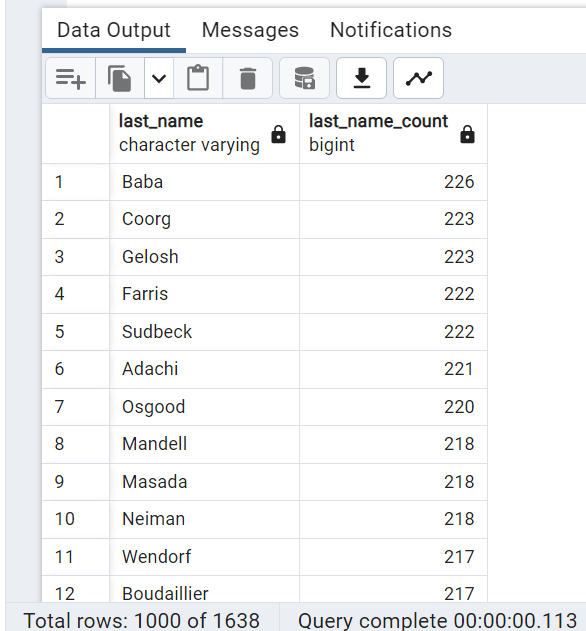 Data Output Messages Notifications
last_name last_name_count
character varying bigint
1 Baba 226
2 Coorg 223
3 Gelosh 223
4 Farris 222
5 Sudbeck 222
6 Adachi 221
7 Osgood 220
8 Mandell 218
9 Masada 218
10 Neiman 218
11 Wendorf 217
12 Boudaillier 217
Total rows: 1000 of 1638 Query complete 00:00:00.113